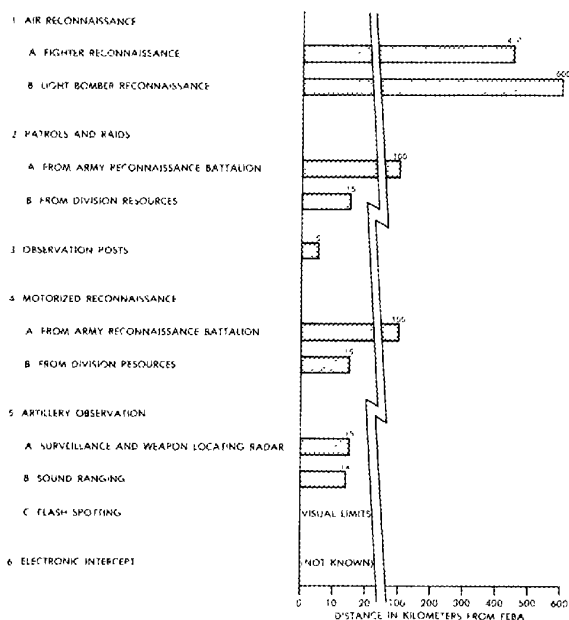 1 AIR RECONNAISSANCE
A FIGHTER RECONNAISSANCE
B LIGHT BOMBER RECONNAISSANCE 600
2 PATROLS AND RAIDS
A FROM ARMY RECONNAISSANCE BATTALION 100
B FROM DIVISION RESOURCES 15
3 OBSERVATION POSTS
4 MOTORIZED RECONNAISSANCE
A FROM ARMY RECONNAISSANCE BATTALION 100
B FROM DIVISION RESOURCES 15
5 ARTILLERY OBSERVATION
A SURVEILLANCE AND WEAPON LOCATING RADAR 15
B SOUND RANGING 14
C FLASH SPOTTING VISUAL LIMITS
6 ELECTRONIC INTERCEPT (NOT KNOWN)
0 10 20 100 200 300 400 500 600
DISTANCE IN KILOMETERS FROM FEBA